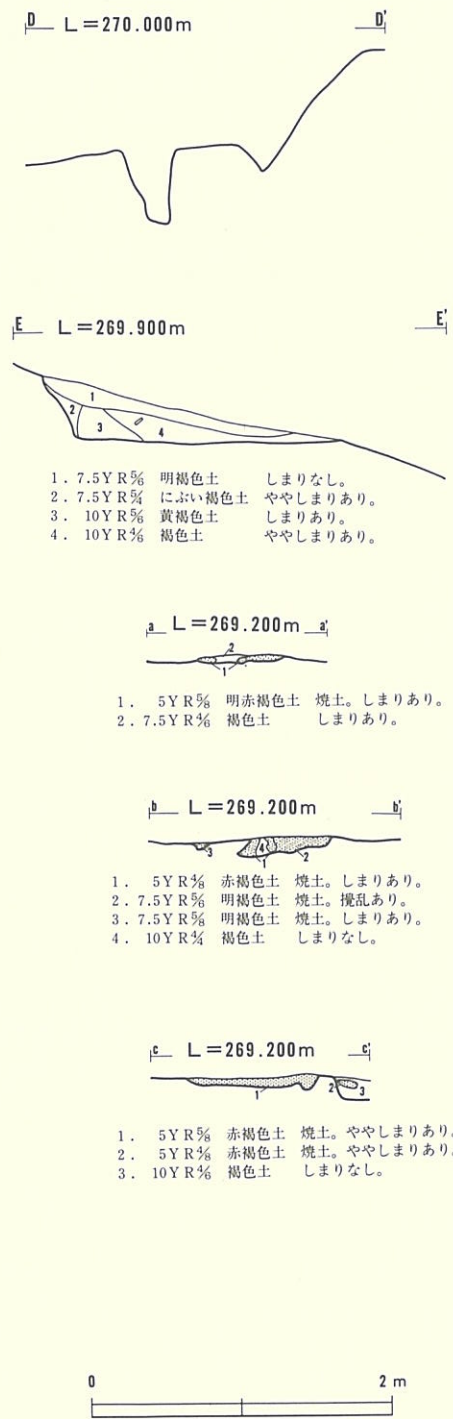 D L=270.000m D'
E L=269.900m E'
1
2
3
4
1. 7.5YR5/6 明褐色土 しまりなし。
2. 7.5YR5/4 にぶい褐色土 ややしまりあり。
3. 10YR5/6 黄褐色土 しまりあり。
4. 10YR4/6 褐色土 ややしまりあり。
a L=269.200m a'
2
1
1. 5YR5/8 明赤褐色土 焼土。しまりあり。
2. 7.5YR4/6 褐色土 しまりあり。
b L=269.200m b'
3
4
1
2
1. 5YR4/8 赤褐色土 焼土。しまりあり。
2. 7.5YR5/6 明褐色土 焼土。攪乱あり。
3. 7.5YR5/8 明褐色土 焼土。しまりあり。
4. 10YR4/4 褐色土 しまりなし。
c L=269.200m c'
1
2
3
1. 5YR5/8 赤褐色土 焼土。ややしまりあり。
2. 5YR4/8 赤褐色土 焼土。ややしまりあり。
3. 10YR4/6 褐色土 しまりなし。
0 2m